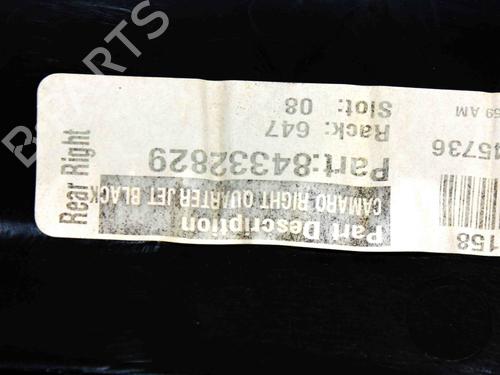 Part Description
CAMARO RIGHT QUARTER JET BLACK
Part:84332829
Rack: 647
Slot: 08
Rear Right
158
45736
59 AM
PARTS